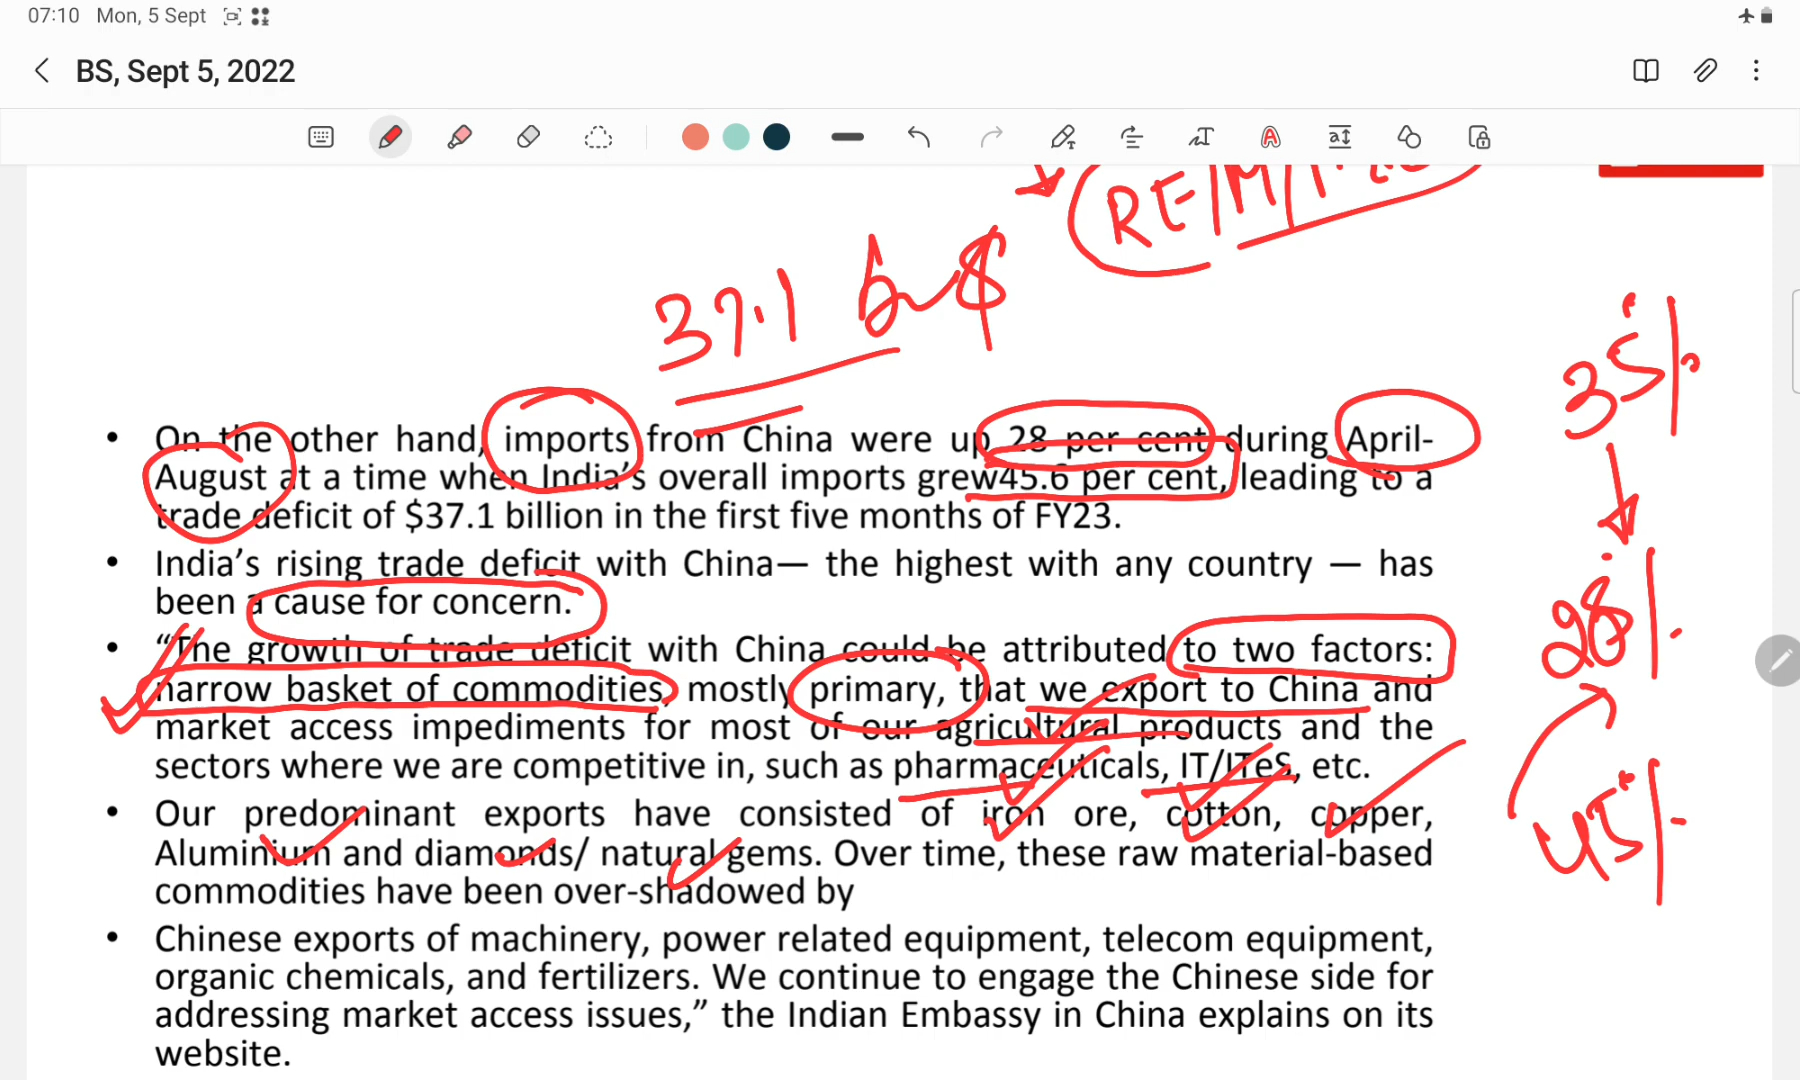 07:10 Mon, 5 Sept
BS, Sept 5, 2022
37.1 bn $
35%
• On the other hand, imports from China were up 28 per cent during April-
August at a time when India's overall imports grew45.6 per cent, leading to a
trade deficit of $37.1 billion in the first five months of FY23.
• India's rising trade deficit with China— the highest with any country — has
been a cause for concern.
28%
• “The growth of trade deficit with China could be attributed to two factors:
narrow basket of commodities, mostly primary, that we export to China and
market access impediments for most of our agricultural products and the
sectors where we are competitive in, such as pharmaceuticals, IT/ITeS, etc.
45%
• Our predominant exports have consisted of iron ore, cotton, copper,
Aluminium and diamonds/ natural gems. Over time, these raw material-based
commodities have been over-shadowed by
• Chinese exports of machinery, power related equipment, telecom equipment,
organic chemicals, and fertilizers. We continue to engage the Chinese side for
addressing market access issues,” the Indian Embassy in China explains on its
website.